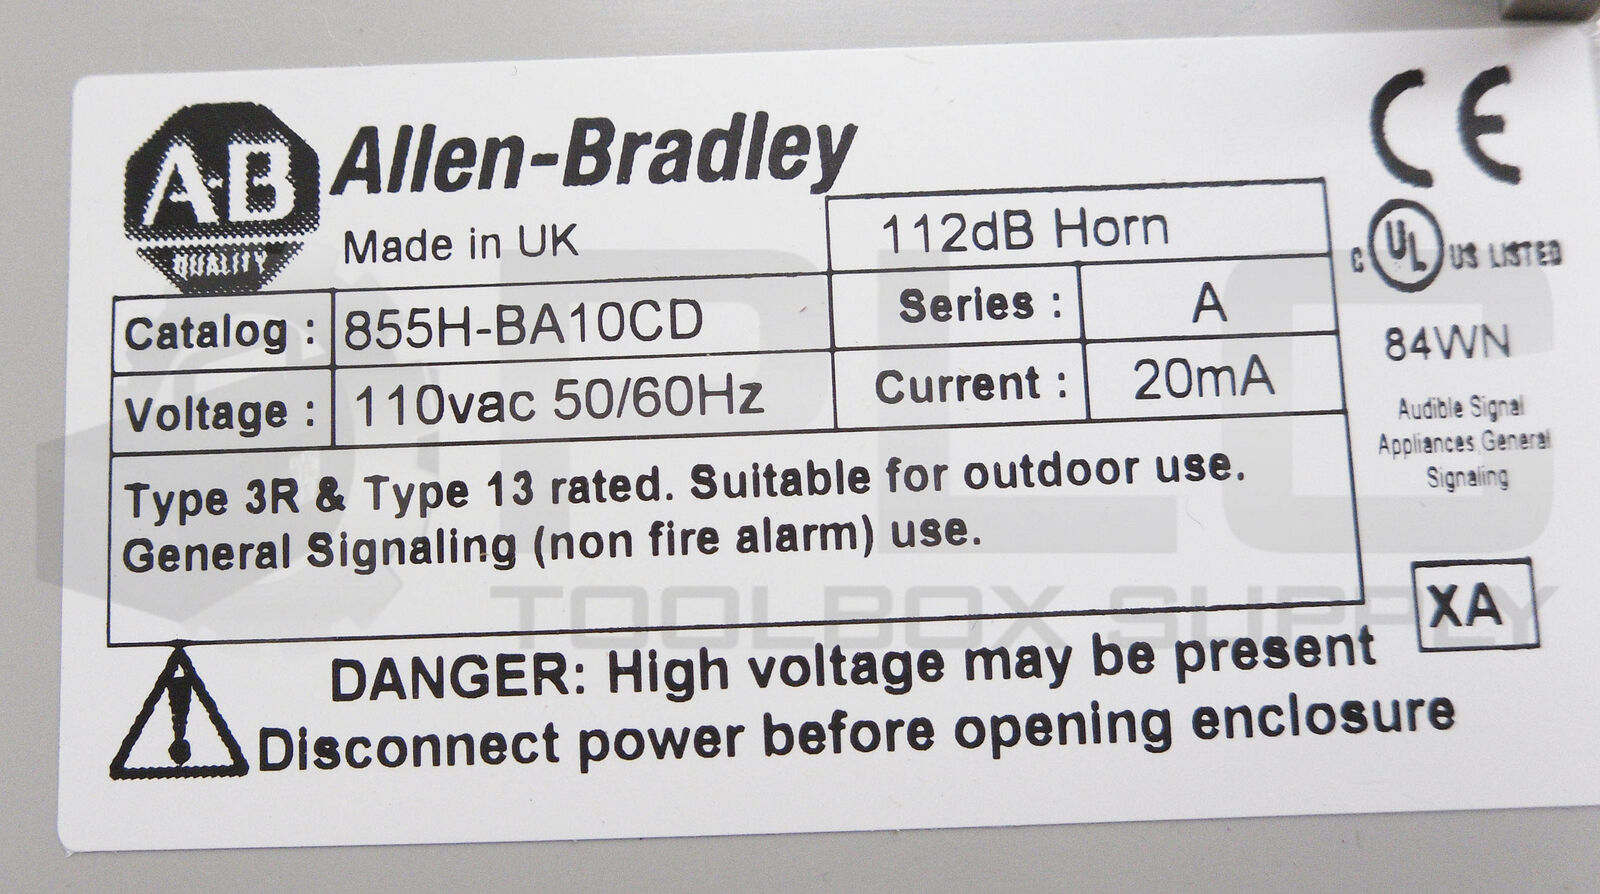 A-B
QUALITY
Allen-Bradley
Made in UK
112dB Horn
Catalog : 855H-BA10CD
Series : A
Voltage : 110vac 50/60Hz
Current : 20mA
Type 3R & Type 13 rated. Suitable for outdoor use.
General Signaling (non fire alarm) use.
DANGER: High voltage may be present
Disconnect power before opening enclosure
CE
C UL US LISTED
84WN
Audible Signal
Appliances General
Signaling
XA
PLC
TOOLBOX SUPPLY